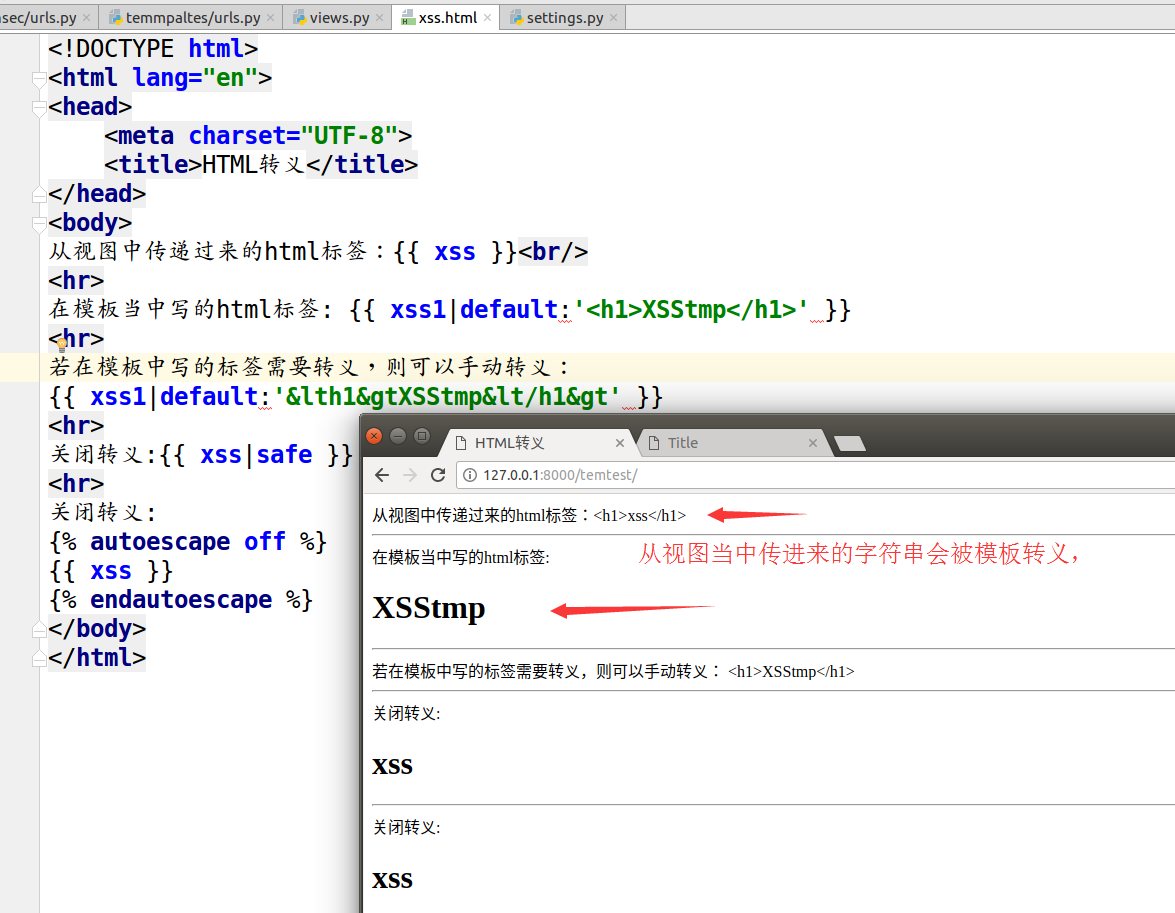 sec/urls.py temmpaltes/urls.py views.py xss.html settings.py
<!DOCTYPE html>
<html lang="en">
<head>
<meta charset="UTF-8">
<title>HTML转义</title>
</head>
<body>
从视图中传递过来的html标签：{{ xss }}<br/>
<hr>
在模板当中写的html标签: {{ xss1|default:'<h1>XSStmp</h1>' }}
<hr>
若在模板中写的标签需要转义，则可以手动转义：
{{ xss1|default:'&lth1&gtXSStmp&lt/h1&gt' }}
<hr>
关闭转义:{{ xss|safe }}
<hr>
关闭转义:
{% autoescape off %}
{{ xss }}
{% endautoescape %}
</body>
</html>
HTML转义 Title
127.0.0.1:8000/temtest/
从视图中传递过来的html标签：<h1>xss</h1>
在模板当中写的html标签:
从视图当中传进来的字符串会被模板转义，
XSStmp
若在模板中写的标签需要转义，则可以手动转义： <h1>XSStmp</h1>
关闭转义:
xss
关闭转义:
xss